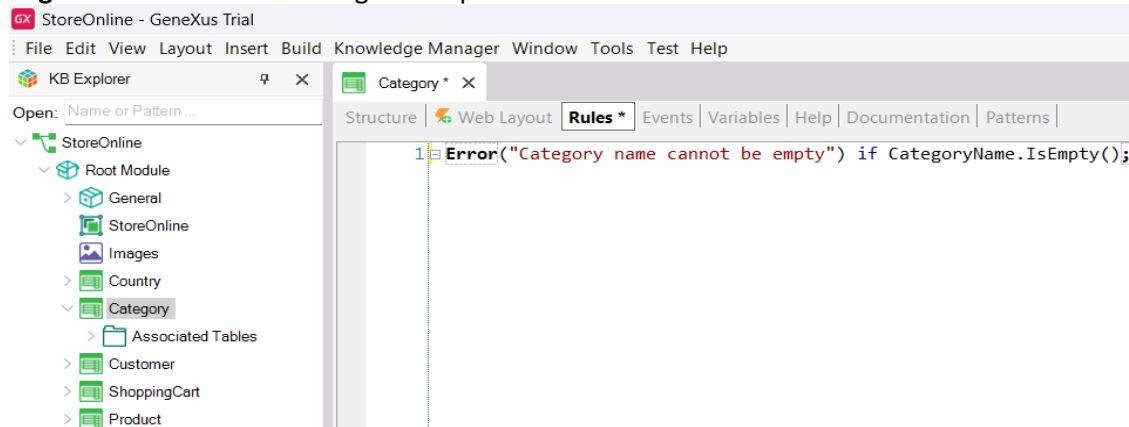 StoreOnline - GeneXus Trial
File Edit View Layout Insert Build Knowledge Manager Window Tools Test Help
KB Explorer
Category *
Open: Name or Pattern ...
Structure Web Layout Rules * Events Variables Help Documentation Patterns
StoreOnline
1 Error("Category name cannot be empty") if CategoryName.IsEmpty();
Root Module
General
StoreOnline
Images
Country
Category
Associated Tables
Customer
ShoppingCart
Product